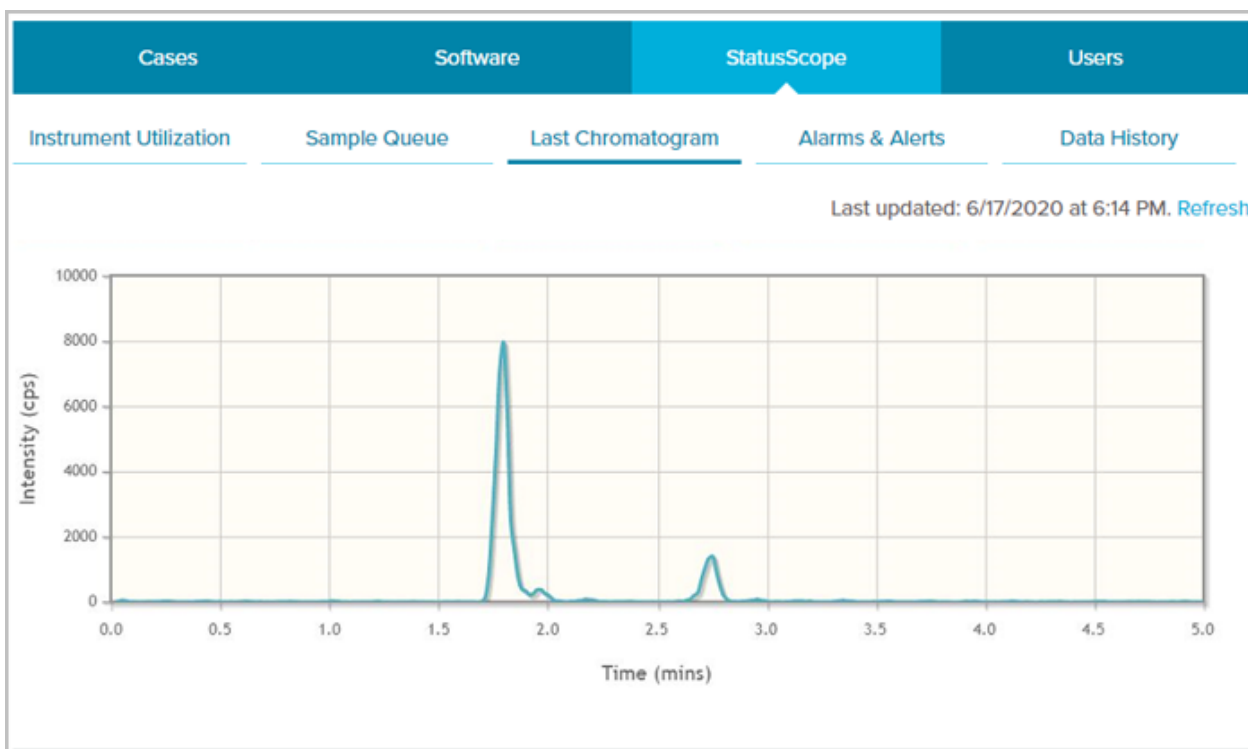 Cases Software StatusScope Users
Instrument Utilization Sample Queue Last Chromatogram Alarms & Alerts Data History
Last updated: 6/17/2020 at 6:14 PM. Refresh
10000
8000
6000
4000
2000
0
Intensity (cps)
0.0 0.5 1.0 1.5 2.0 2.5 3.0 3.5 4.0 4.5 5.0
Time (mins)